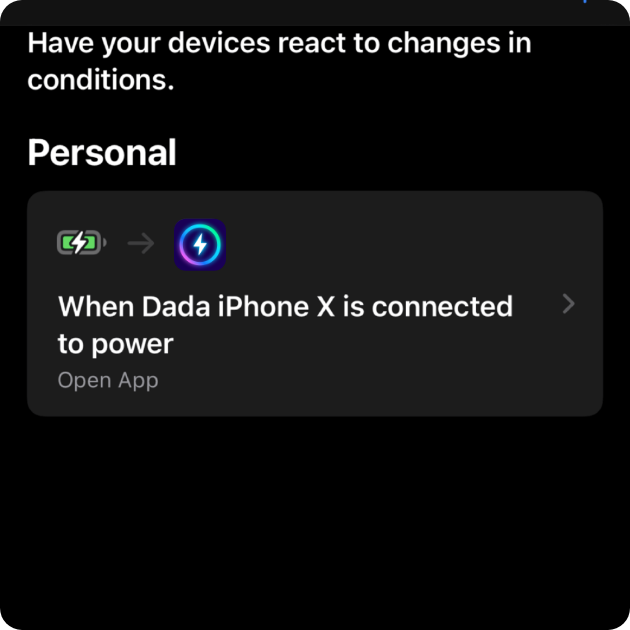 Have your devices react to changes in
conditions.
Personal
When Dada iPhone X is connected
to power
Open App